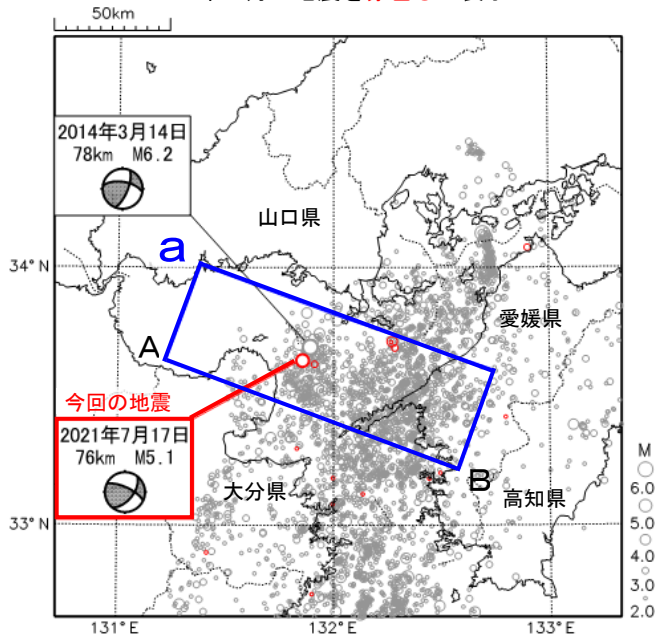 50km
2014年3月14日
78km M6.2
山口県
34°N
a
愛媛県
A
今回の地震
2021年7月17日
76km M5.1
B
大分県
高知県
M
6.0
5.0
4.0
3.0
2.0
33°N
131°E
132°E
133°E